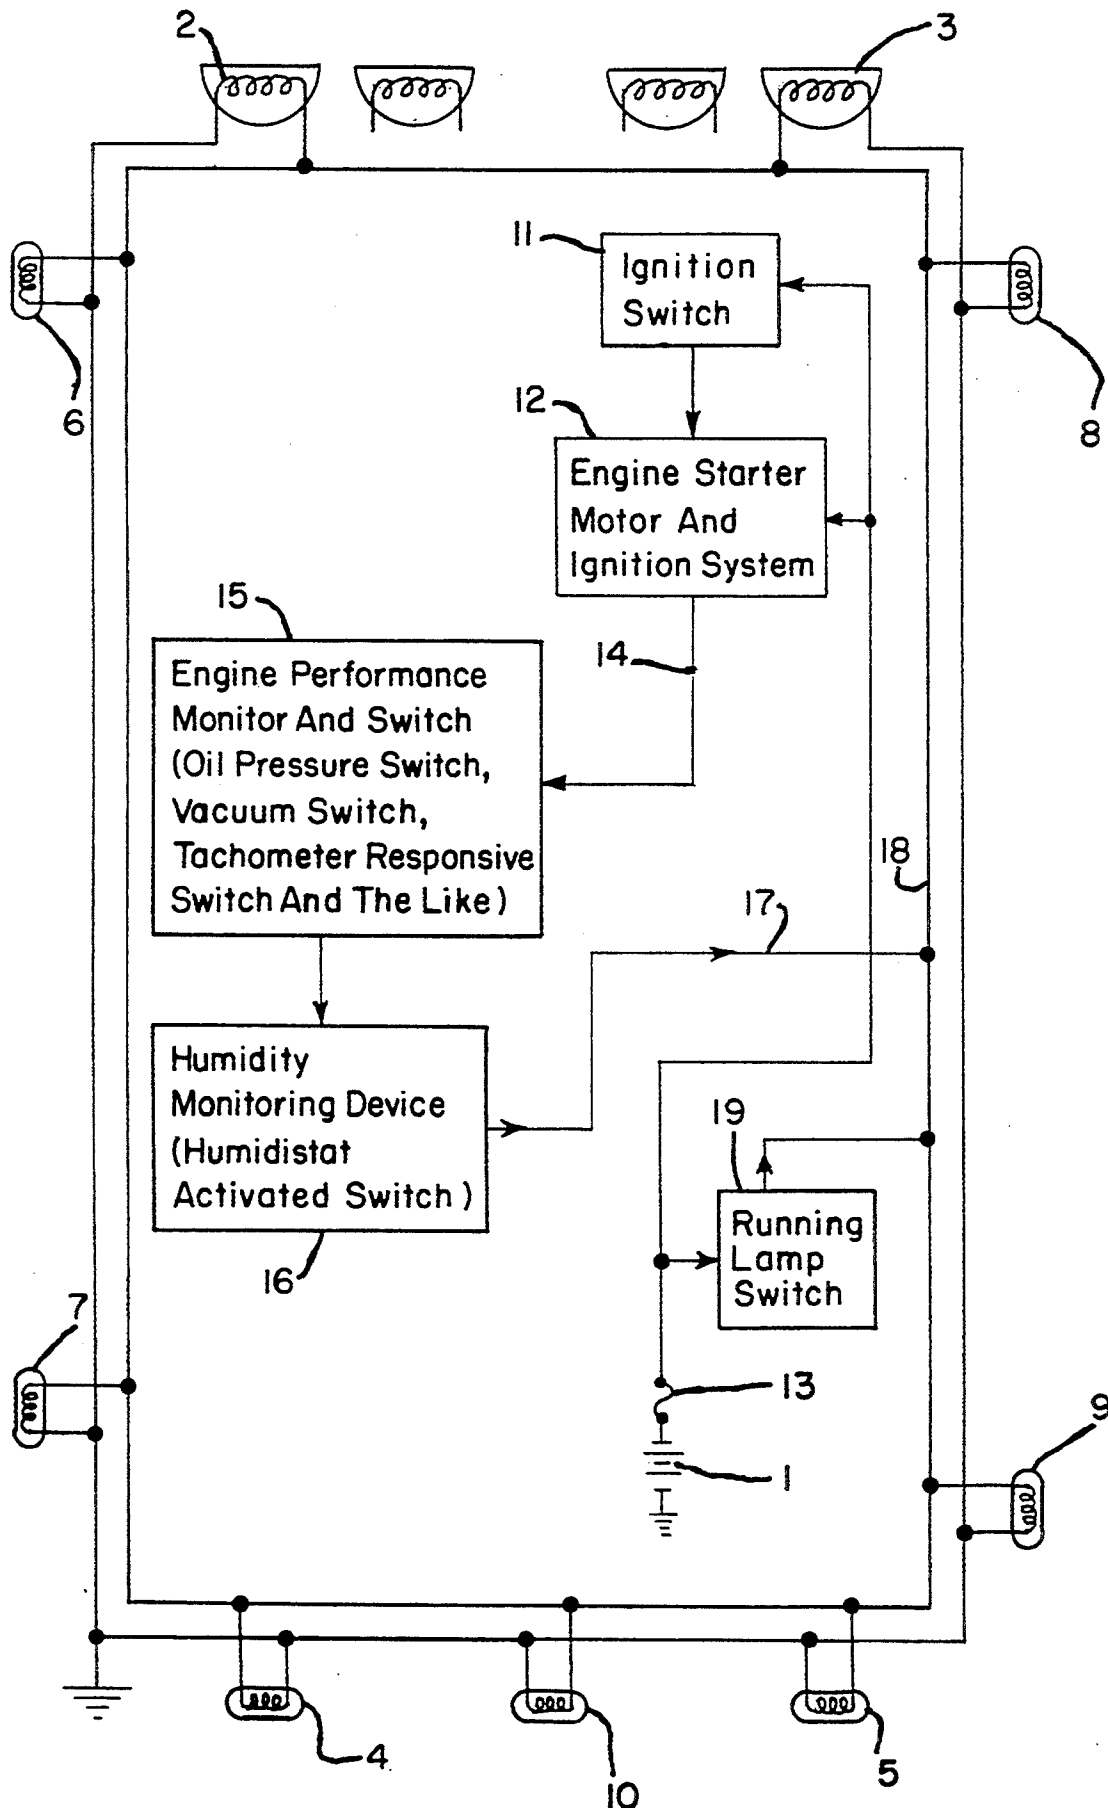 2
3
11
Ignition
Switch
6
8
12
Engine Starter
Motor And
Ignition System
15
14
Engine Performance
Monitor And Switch
(Oil Pressure Switch,
Vacuum Switch,
Tachometer Responsive
Switch And The Like)
18
17
Humidity
Monitoring Device
(Humidistat
Activated Switch)
16
19
Running
Lamp
Switch
7
13
9
1
4
10
5